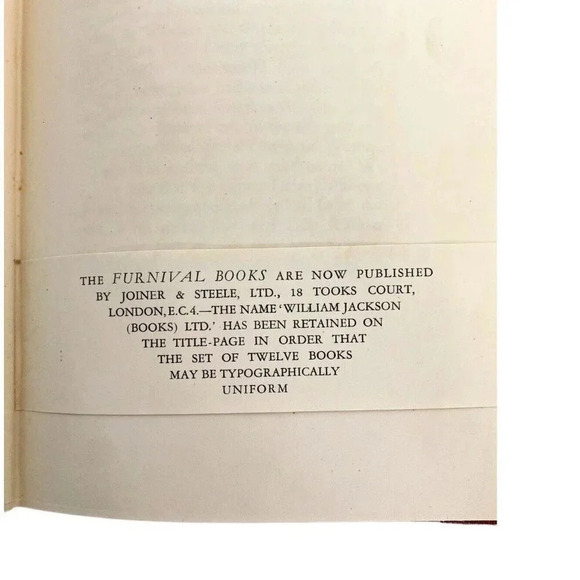 THE FURNIVAL BOOKS ARE NOW PUBLISHED
BY JOINER & STEELE, LTD., 18 TOOKS COURT,
LONDON, E.C.4.—THE NAME ‘WILLIAM JACKSON
(BOOKS) LTD.’ HAS BEEN RETAINED ON
THE TITLE-PAGE IN ORDER THAT
THE SET OF TWELVE BOOKS
MAY BE TYPOGRAPHICALLY
UNIFORM